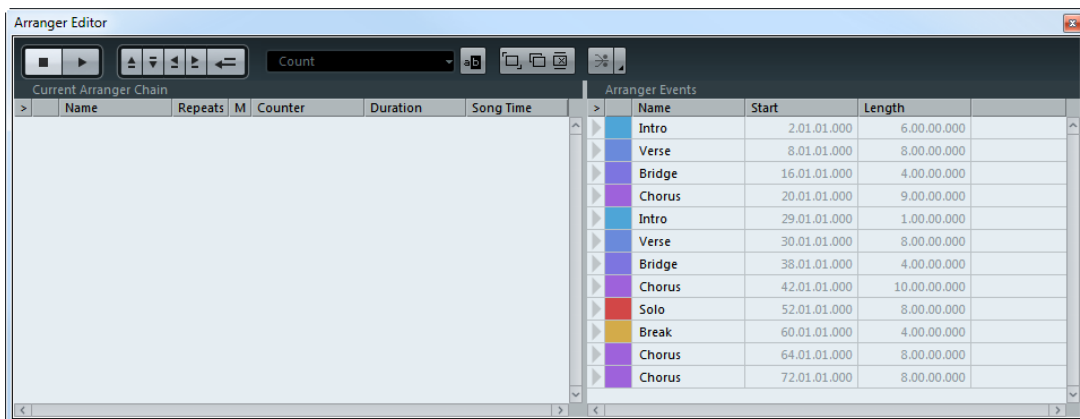 Arranger Editor
Count
ab
Current Arranger Chain
> Name Repeats M Counter Duration Song Time
Arranger Events
> Name Start Length
Intro 2.01.01.000 6.00.00.000
Verse 8.01.01.000 8.00.00.000
Bridge 16.01.01.000 4.00.00.000
Chorus 20.01.01.000 9.00.00.000
Intro 29.01.01.000 1.00.00.000
Verse 30.01.01.000 8.00.00.000
Bridge 38.01.01.000 4.00.00.000
Chorus 42.01.01.000 10.00.00.000
Solo 52.01.01.000 8.00.00.000
Break 60.01.01.000 4.00.00.000
Chorus 64.01.01.000 8.00.00.000
Chorus 72.01.01.000 8.00.00.000